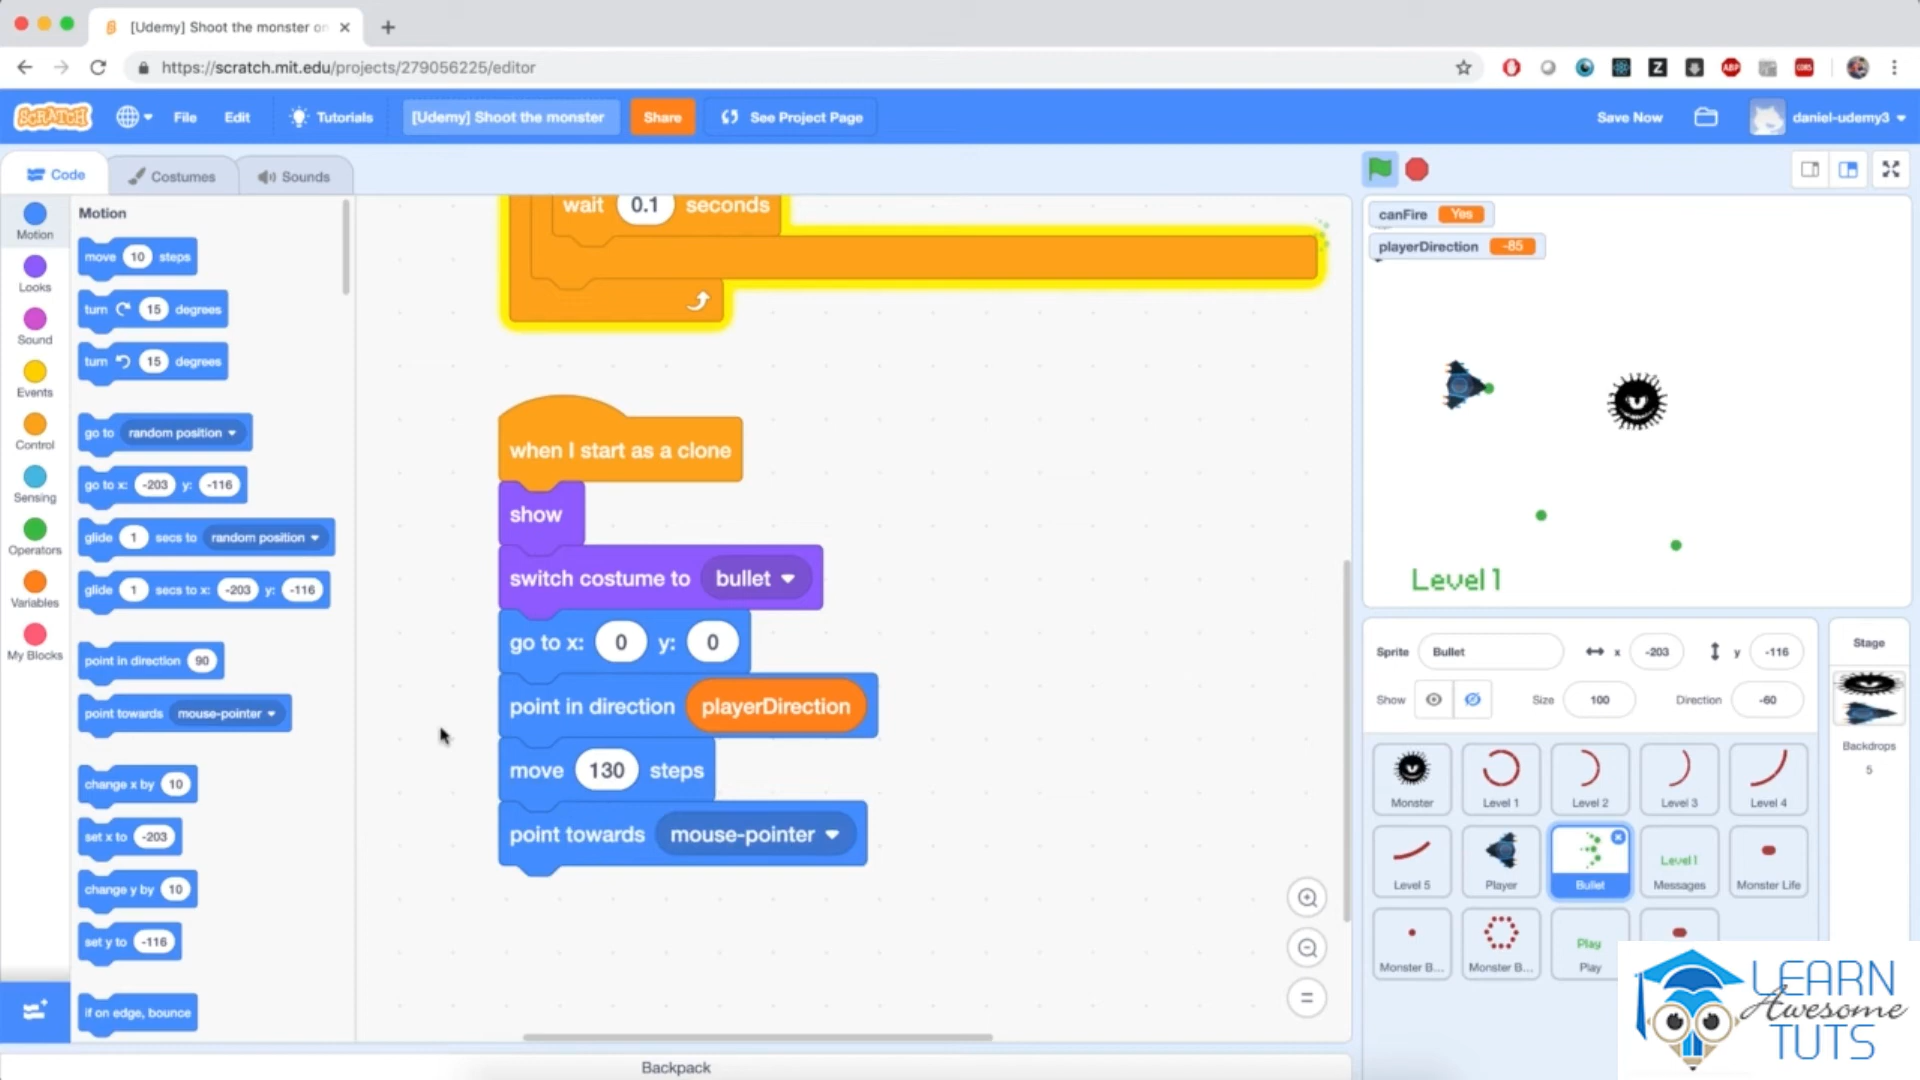 [Udemy] Shoot the monster on
https://scratch.mit.edu/projects/279056225/editor
ABP
CORS
SCRATCH
File
Edit
Tutorials
[Udemy] Shoot the monster
Share
See Project Page
Save Now
daniel-udemy3
Code
Costumes
Sounds
Motion
Looks
Sound
Events
Control
Sensing
Operators
Variables
My Blocks
Motion
move 10 steps
turn 15 degrees
turn 15 degrees
go to random position
go to x: -203 y: -116
glide 1 secs to random position
glide 1 secs to x: -203 y: -116
point in direction 90
point towards mouse-pointer
change x by 10
set x to -203
change y by 10
set y to -116
if on edge, bounce
wait 0.1 seconds
when I start as a clone
show
switch costume to bullet
go to x: 0 y: 0
point in direction playerDirection
move 130 steps
point towards mouse-pointer
Backpack
canFire Yes
playerDirection -85
Level 1
Sprite Bullet x -203 y -116
Show Size 100 Direction -60
Stage
Backdrops
5
Monster
Level 1
Level 2
Level 3
Level 4
Level 5
Player
Bullet
Level 1
Messages
Monster Life
Monster B...
Monster B...
Play
Play
LEARN
Awesome
TUTS